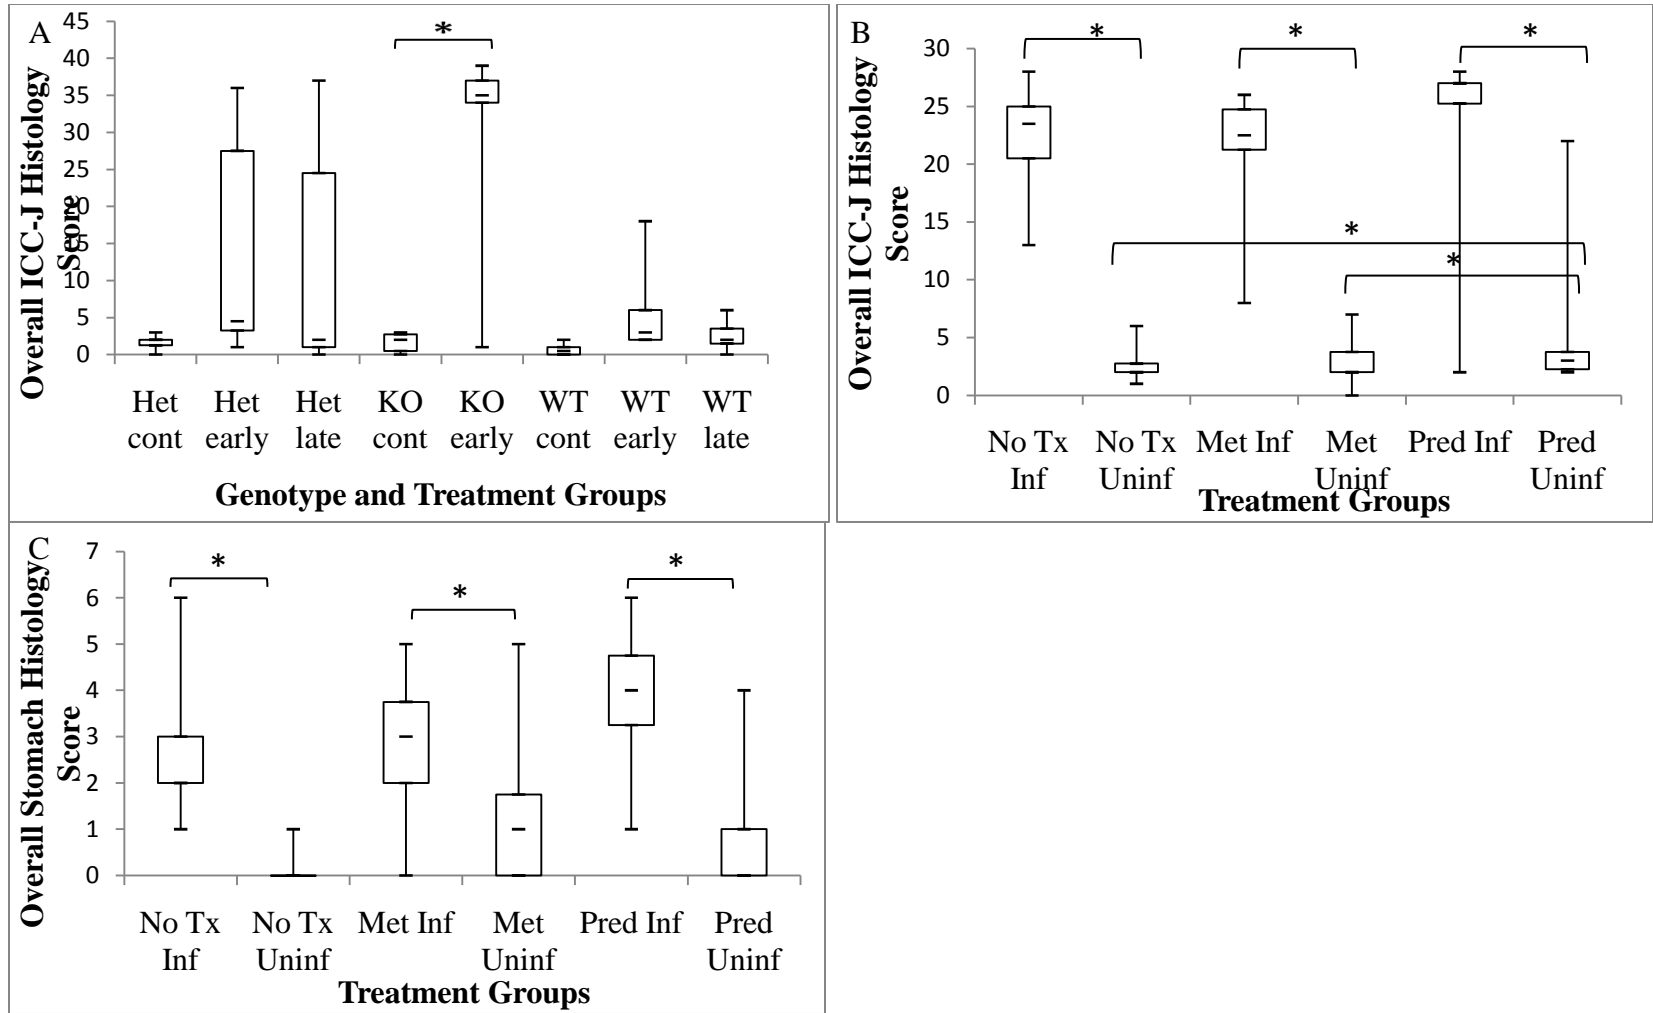 A
*
45
40
35
30
25
20
15
10
5
0
Overall ICC-J Histology
Score
Het cont
Het early
Het late
KO cont
KO early
WT cont
WT early
WT late
Genotype and Treatment Groups
B
*
*
*
*
*
30
25
20
15
10
5
0
Overall ICC-J Histology
Score
No Tx Inf
No Tx Uninf
Met Inf
Met Uninf
Pred Inf
Pred Uninf
Treatment Groups
C
*
*
*
7
6
5
4
3
2
1
0
Overall Stomach Histology
Score
No Tx Inf
No Tx Uninf
Met Inf
Met Uninf
Pred Inf
Pred Uninf
Treatment Groups